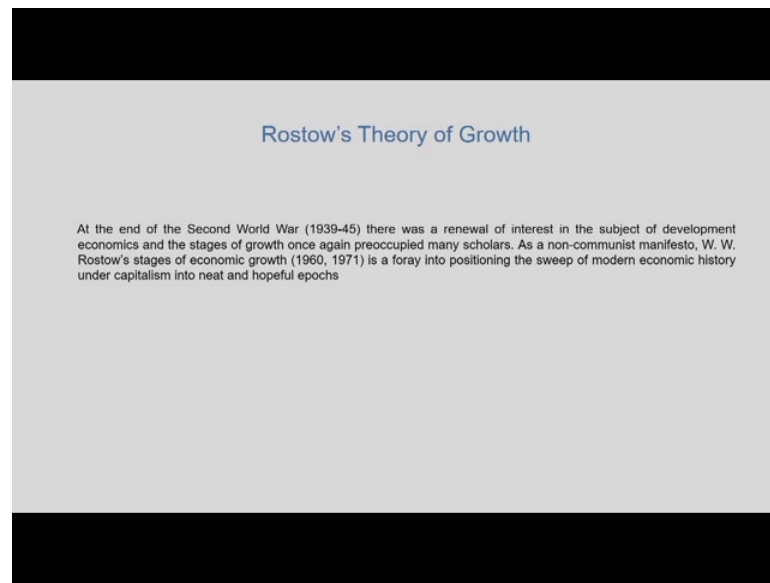 Rostow's Theory of Growth
At the end of the Second World War (1939-45) there was a renewal of interest in the subject of development
economics and the stages of growth once again preoccupied many scholars. As a non-communist manifesto, W. W.
Rostow's stages of economic growth (1960, 1971) is a foray into positioning the sweep of modern economic history
under capitalism into neat and hopeful epochs